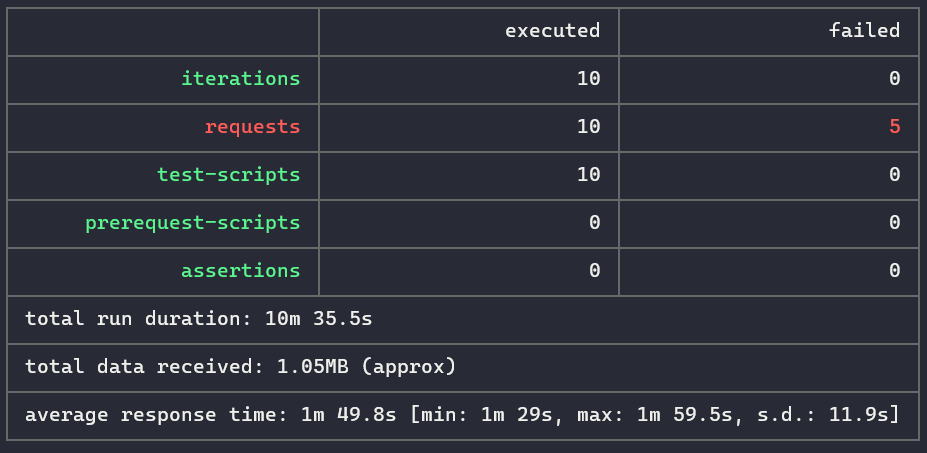 executed failed
iterations 10 0
requests 10 5
test-scripts 10 0
prerequest-scripts 0 0
assertions 0 0
total run duration: 10m 35.5s
total data received: 1.05MB (approx)
average response time: 1m 49.8s [min: 1m 29s, max: 1m 59.5s, s.d.: 11.9s]